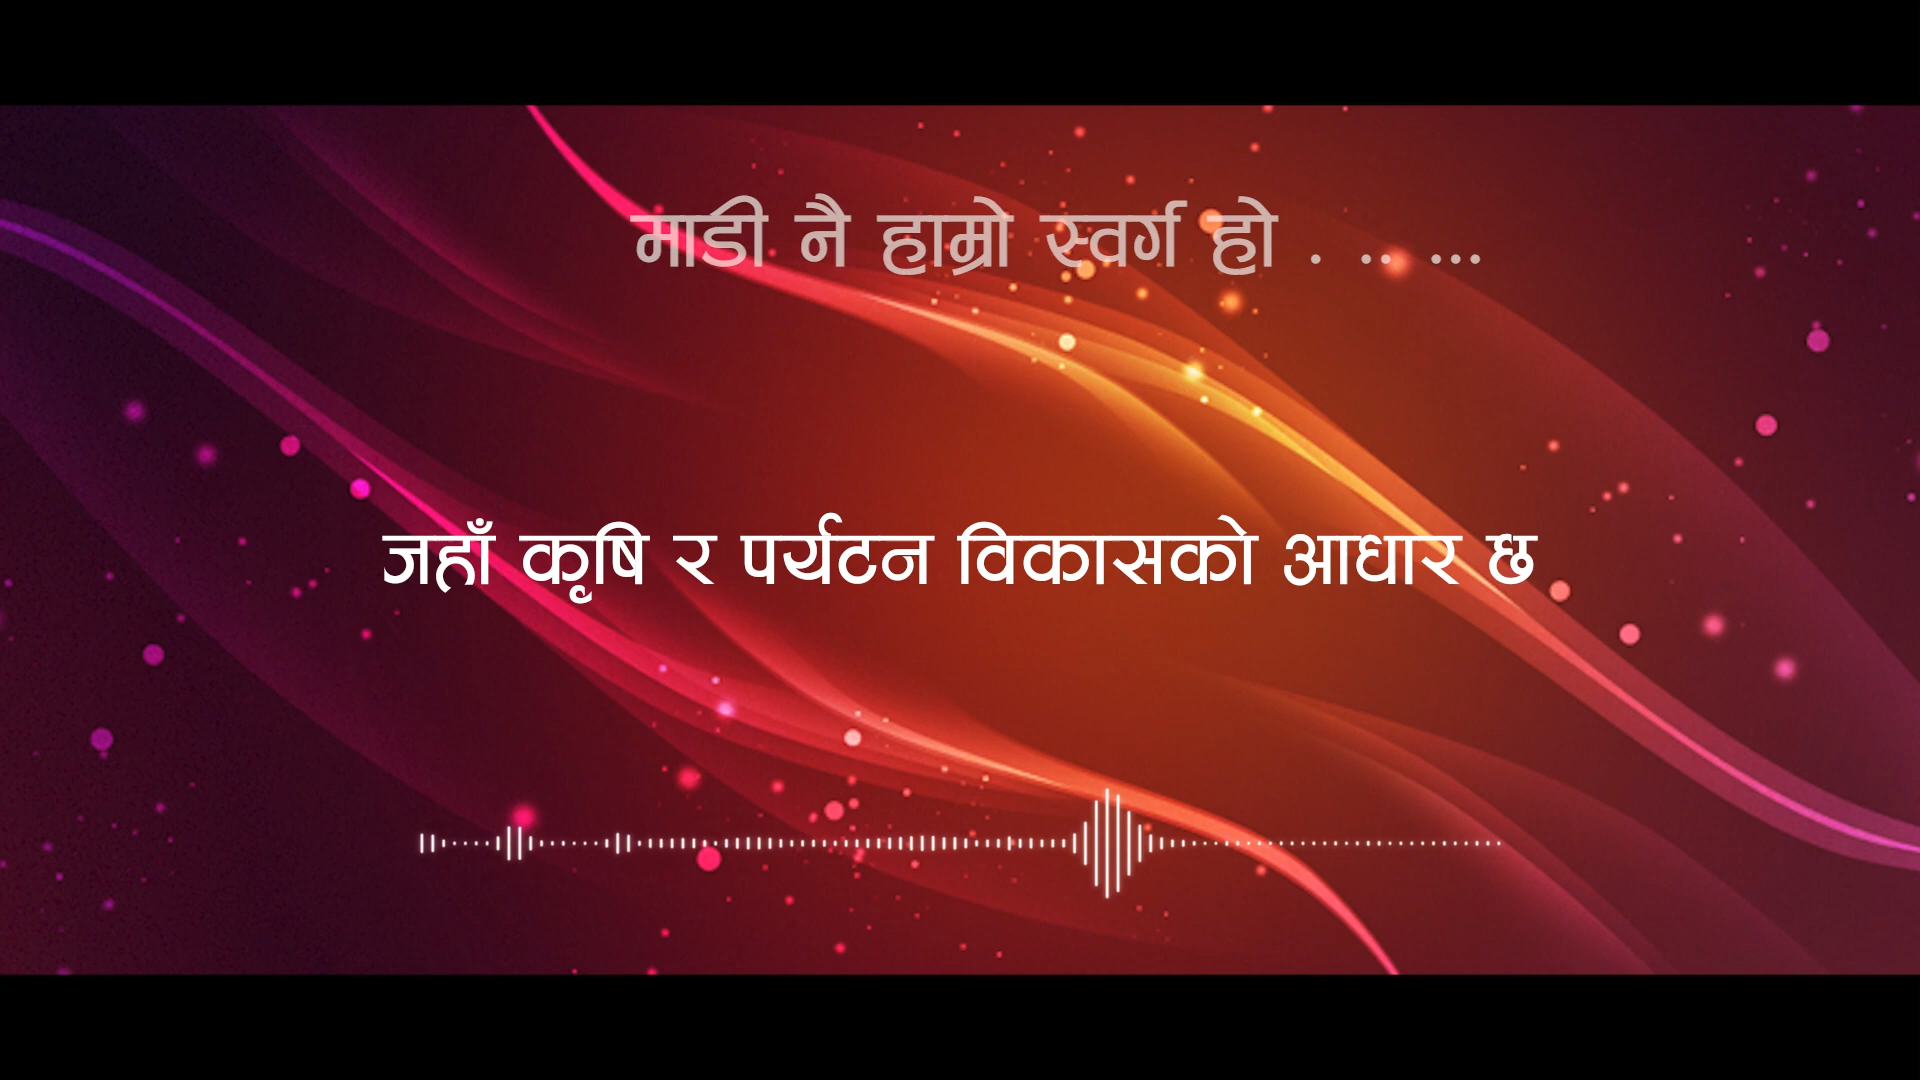 माडी नै हाम्रो स्वर्ग हो . .. ...
जहाँ कृषि र पर्यटन विकासको आधार छ